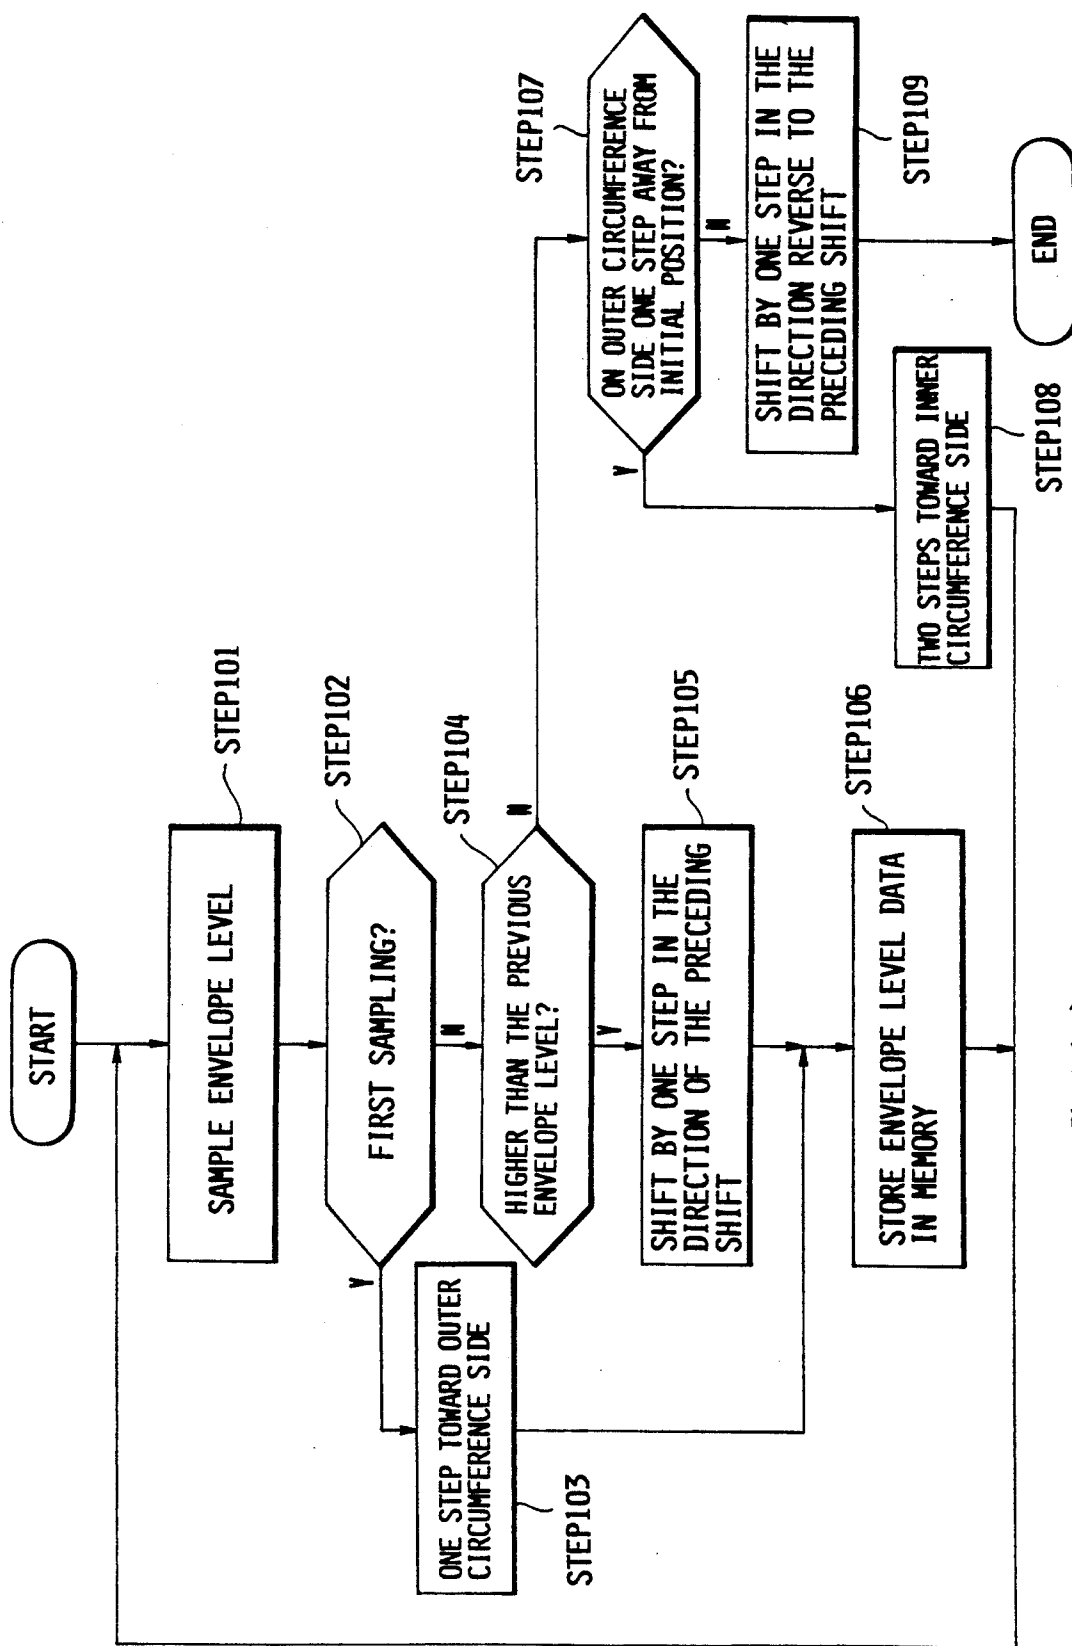 START
SAMPLE ENVELOPE LEVEL
STEP101
FIRST SAMPLING?
STEP102
Y
N
ONE STEP TOWARD OUTER
CIRCUMFERENCE SIDE
STEP103
HIGHER THAN THE PREVIOUS
ENVELOPE LEVEL?
STEP104
N
Y
SHIFT BY ONE STEP IN THE
DIRECTION OF THE PRECEDING
SHIFT
STEP105
STORE ENVELOPE LEVEL DATA
IN MEMORY
STEP106
ON OUTER CIRCUMFERENCE
SIDE ONE STEP AWAY FROM
INITIAL POSITION?
STEP107
Y
N
TWO STEPS TOWARD INNER
CIRCUMFERENCE SIDE
STEP108
SHIFT BY ONE STEP IN THE
DIRECTION REVERSE TO THE
PRECEDING SHIFT
STEP109
END